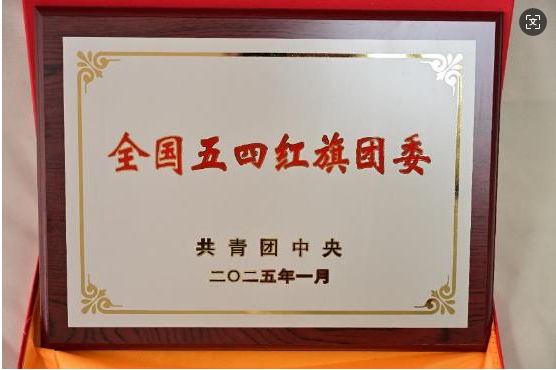 全国五四红旗团委
共青团中央
二〇二五年一月